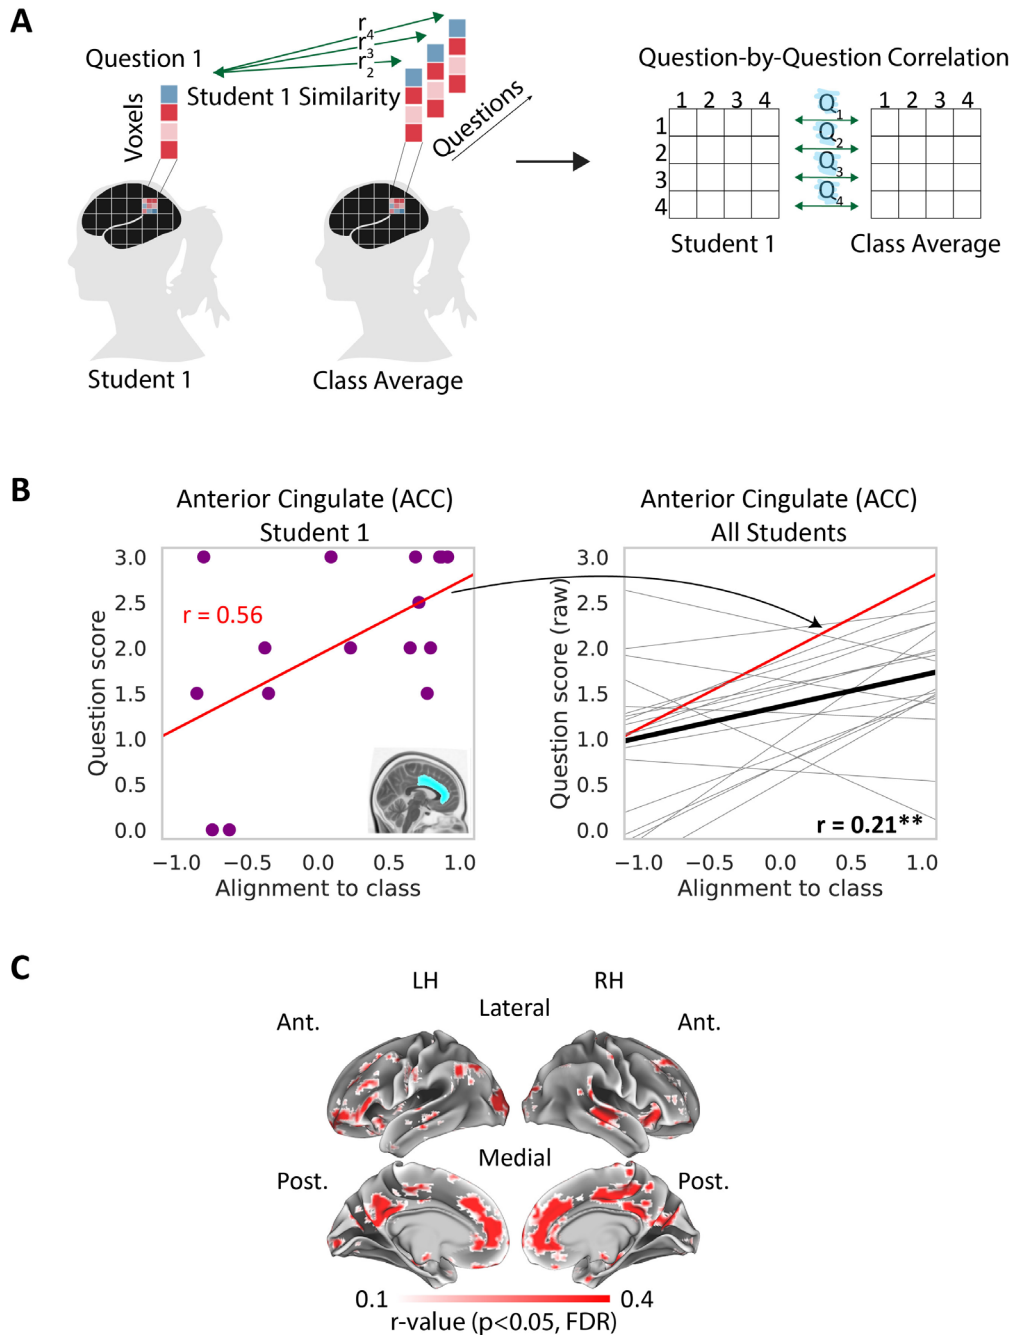 A
Question 1
r4
r3
r2
Student 1 Similarity
Voxels
Questions
Student 1
Class Average
Question-by-Question Correlation
1 2 3 4
1
2
3
4
Q1
Q2
Q3
Q4
1 2 3 4
Student 1
Class Average
B
Anterior Cingulate (ACC)
Student 1
3.0
2.5
2.0
1.5
1.0
0.5
0.0
Question score
r = 0.56
−1.0 −0.5 0.0 0.5 1.0
Alignment to class
Anterior Cingulate (ACC)
All Students
3.0
2.5
2.0
1.5
1.0
0.5
0.0
Question score (raw)
r = 0.21**
−1.0 −0.5 0.0 0.5 1.0
Alignment to class
C
LH RH
Lateral
Ant. Ant.
Medial
Post. Post.
0.1 0.4
r-value (p<0.05, FDR)